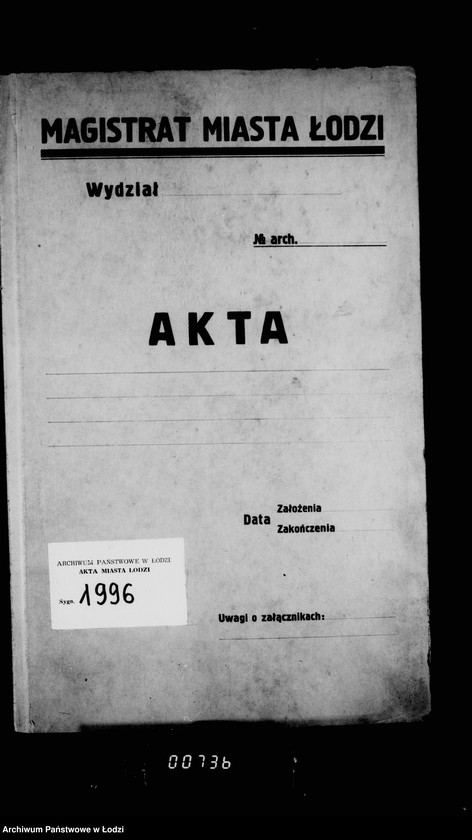 MAGISTRAT MIASTA ŁODZI
Wydział
№ arch.
AKTA
Data Założenia
Zakończenia
ARCHIWUM PAŃSTWOWE W ŁODZI
AKTA MIASTA ŁODZI
Sygn. 1996
Uwagi o załącznikach:
00736
Archiwum Państwowe w Łodzi